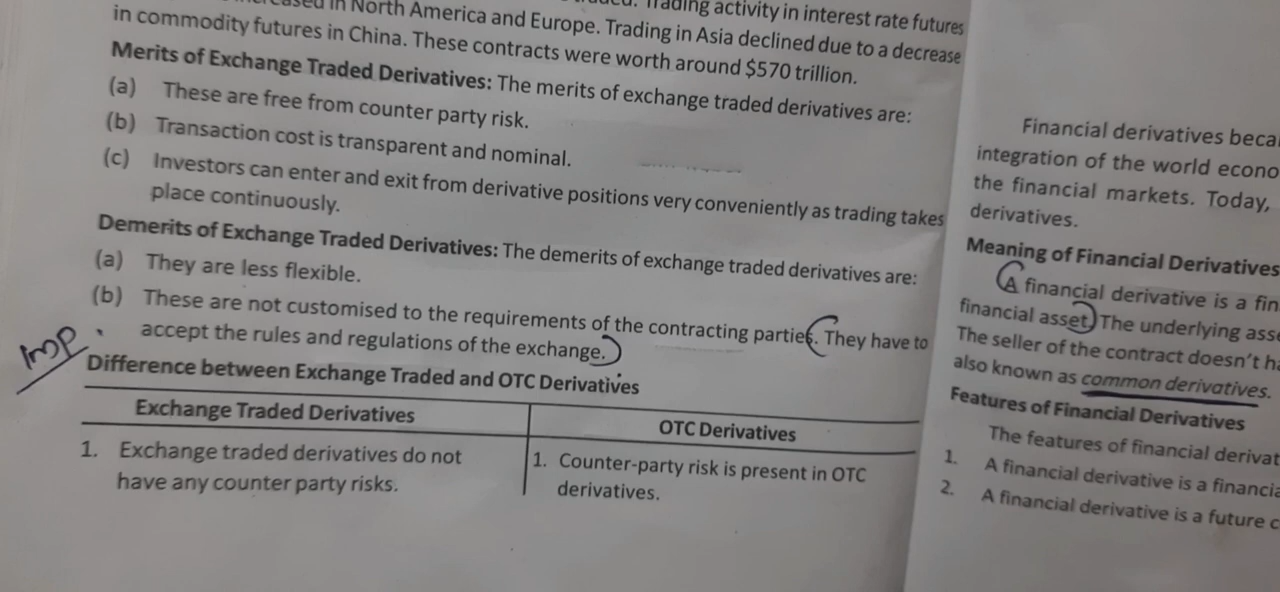 in North America and Europe. Trading in Asia declined due to a decrease
Trading activity in interest rate futures
in commodity futures in China. These contracts were worth around $570 trillion.
Merits of Exchange Traded Derivatives: The merits of exchange traded derivatives are:
(a) These are free from counter party risk.
(b) Transaction cost is transparent and nominal.
(c) Investors can enter and exit from derivative positions very conveniently as trading takes
place continuously.
Demerits of Exchange Traded Derivatives: The demerits of exchange traded derivatives are:
(a) They are less flexible.
(b) These are not customised to the requirements of the contracting parties. They have to
accept the rules and regulations of the exchange.
Imp
Difference between Exchange Traded and OTC Derivatives
Exchange Traded Derivatives
OTC Derivatives
1. Exchange traded derivatives do not
have any counter party risks.
1. Counter-party risk is present in OTC
derivatives.
Financial derivatives
integration of the world
the financial markets. Today,
derivatives.
Meaning of Financial Derivatives
A financial derivative is a
financial asset. The underlying
The seller of the contract doesn't
also known as common derivatives.
Features of Financial Derivatives
The features of financial
1. A financial derivative is a
2. A financial derivative is a future